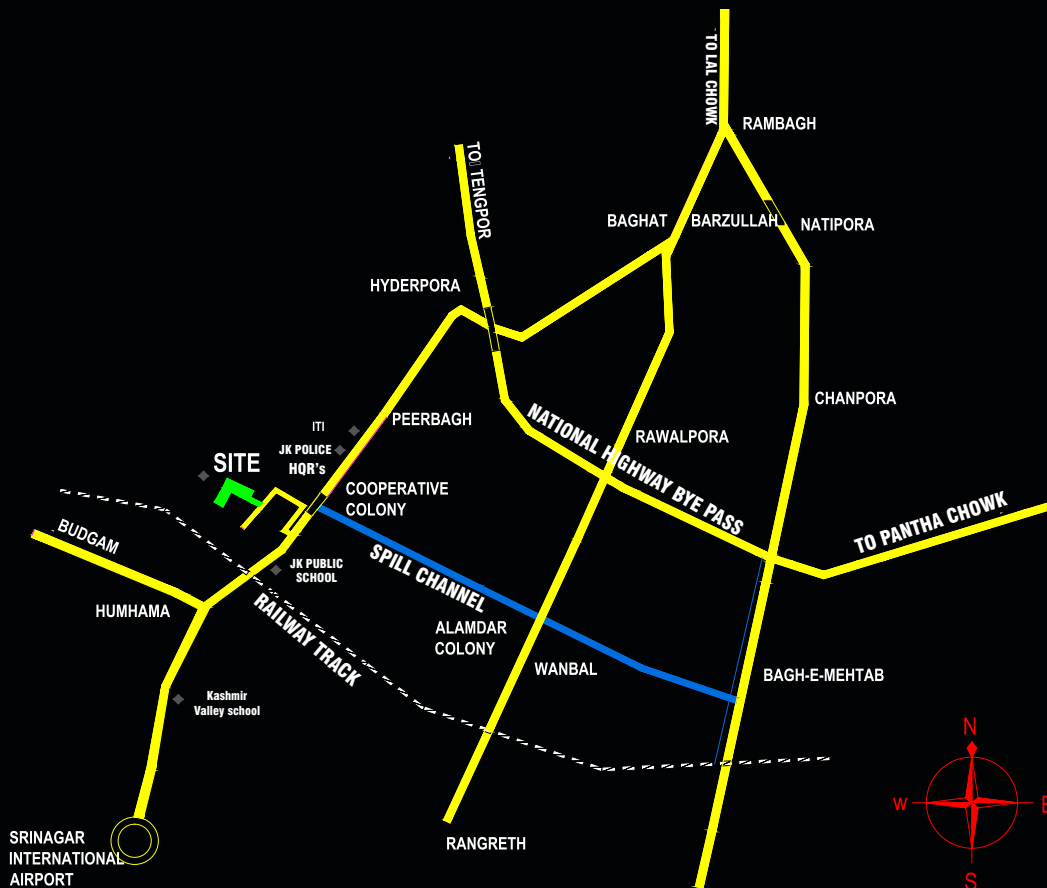 TO LAL CHOWK
RAMBAGH
TO TENGPOR
BAGHAT
BARZULLAH
NATIPORA
HYDERPORA
CHANPORA
NATIONAL HIGHWAY BYE PASS
PEERBAGH
ITI
RAWALPORA
JK POLICE
HQR's
SITE
COOPERATIVE
COLONY
TO PANTHA CHOWK
BUDGAM
SPILL CHANNEL
JK PUBLIC
SCHOOL
HUMHAMA
RAILWAY TRACK
ALAMDAR
COLONY
WANBAL
BAGH-E-MEHTAB
Kashmir
Valley school
N
W
E
S
SRINAGAR
INTERNATIONAL
AIRPORT
RANGRETH